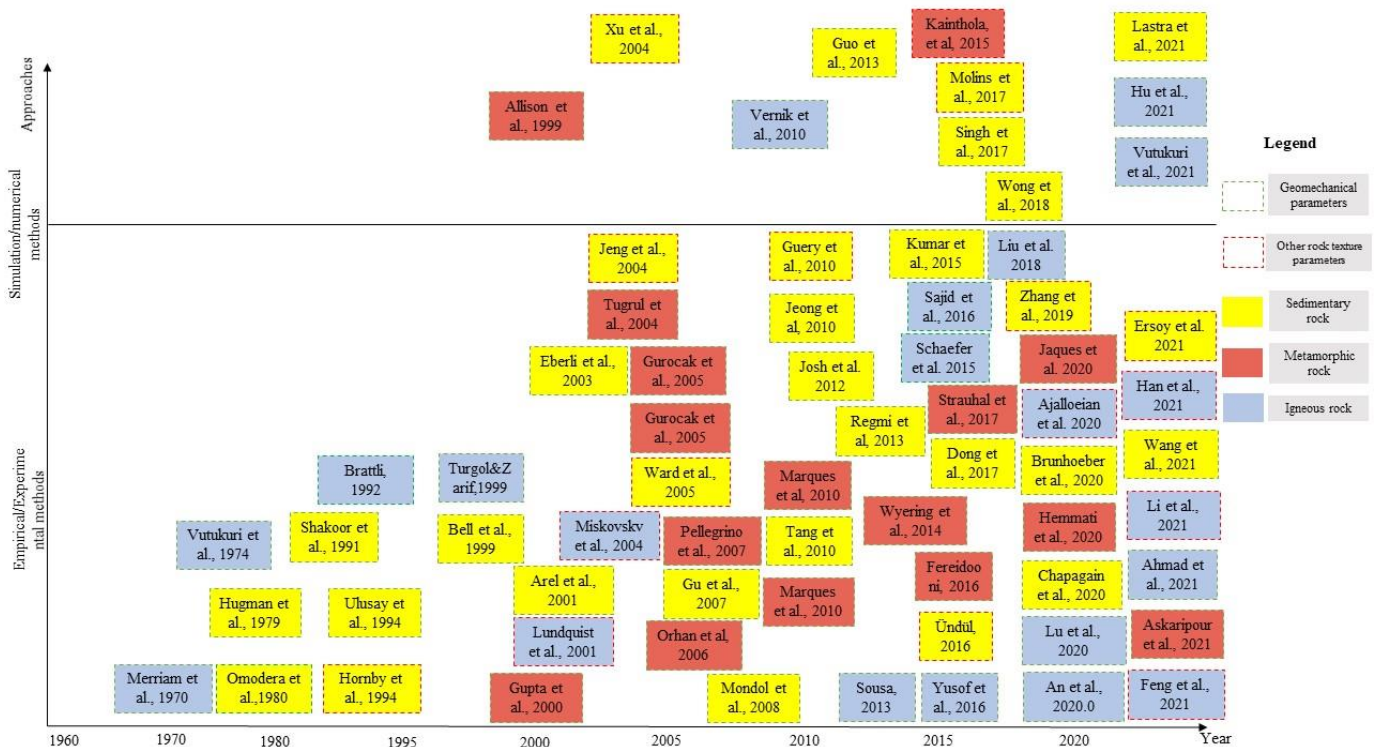 Approaches
Simulation/numerical
methods
Empirical/Experime
ntal methods
Xu et al.,
2004
Kainthola,
et al, 2015
Guo et
al., 2013
Lastra et
al., 2021
Allison et
al., 1999
Vernik et
al., 2010
Molins et
al., 2017
Hu et al.,
2021
Singh et
al., 2017
Vutukuri
et al., 2021
Wong et
al., 2018
Jeng et al.,
2004
Guery et
al., 2010
Kumar et
al., 2015
Liu et al.
2018
Tugrul et
al., 2004
Jeong et
al, 2010
Sajid et
al., 2016
Zhang et
al., 2019
Ersoy et al.
2021
Eberli et al.,
2003
Gurocak et
al., 2005
Josh et al.
2012
Schaefer
et al. 2015
Jaques et
al. 2020
Han et al.,
2021
Gurocak et
al., 2005
Regmi et
al, 2013
Strauhal et
al., 2017
Ajalloeian
et al. 2020
Brattli,
1992
Turgol&Z
arif,1999
Ward et al.,
2005
Marques
et al, 2010
Dong et
al., 2017
Brunhoeber
et al., 2020
Wang et
al., 2021
Vutukuri et
al., 1974
Shakoor et
al., 1991
Bell et al.,
1999
Miskovskv
et al., 2004
Pellegrino
et al., 2007
Tang et
al., 2010
Wyering et
al., 2014
Hemmati et
al., 2020
Li et al.,
2021
Hugman et
al., 1979
Ulusay et
al., 1994
Arel et al.,
2001
Gu et al.,
2007
Marques
et al., 2010
Fereidoo
ni, 2016
Chapagain
et al., 2020
Ahmad et
al., 2021
Lundquist
et al., 2001
Orhan et al,
2006
Ündül,
2016
Lu et al.,
2020
Askaripour
et al., 2021
Merriam et
al., 1970
Omodera et
al.,1980
Hornby et
al., 1994
Gupta et
al., 2000
Mondol et
al., 2008
Sousa,
2013
Yusof et
al., 2016
An et al.,
2020.0
Feng et al.,
2021
1960
1970
1980
1995
2000
2005
2010
2015
2020
Year
Legend
Geomechanical
parameters
Other rock texture
parameters
Sedimentary
rock
Metamorphic
rock
Igneous rock